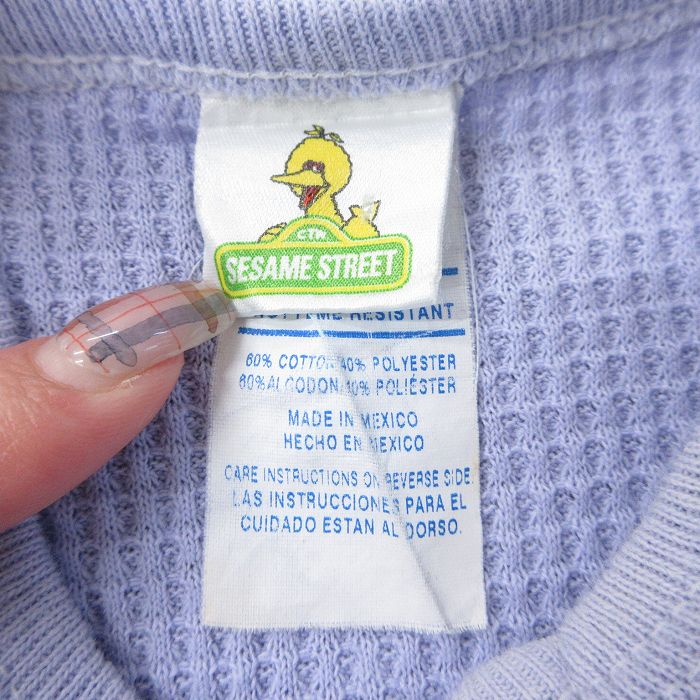 CTW
SESAME STREET
RESISTANT
60% COTTON 40% POLYESTER
60% ALGODON 40% POLIÉSTER
MADE IN MEXICO
HECHO EN MEXICO
CARE INSTRUCTIONS ON REVERSE SIDE.
LAS INSTRUCCIONES PARA EL
CUIDADO ESTAN AL DORSO.